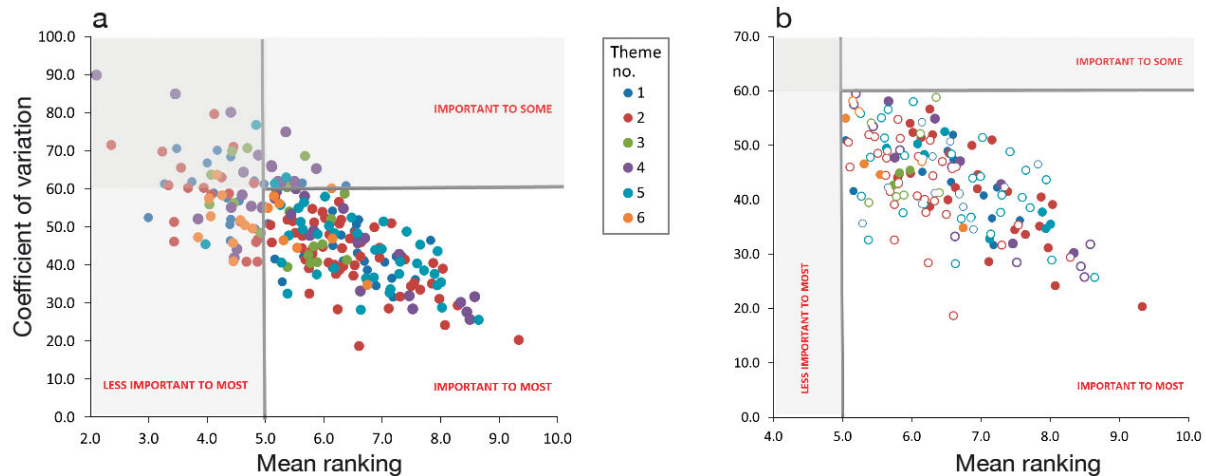 a
100.0
90.0
80.0
70.0
60.0
50.0
40.0
30.0
20.0
10.0
0.0
Coefficient of variation
IMPORTANT TO SOME
LESS IMPORTANT TO MOST
IMPORTANT TO MOST
2.0 3.0 4.0 5.0 6.0 7.0 8.0 9.0 10.0
Mean ranking
Theme
no.
1
2
3
4
5
6
b
70.0
60.0
50.0
40.0
30.0
20.0
10.0
0.0
IMPORTANT TO SOME
LESS IMPORTANT TO MOST
IMPORTANT TO MOST
4.0 5.0 6.0 7.0 8.0 9.0 10.0
Mean ranking